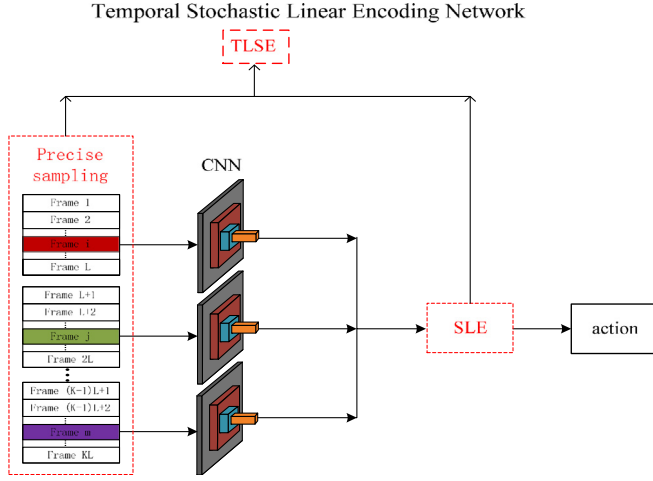 Temporal Stochastic Linear Encoding Network
TLSE
Precise
sampling
CNN
Frame 1
Frame 2
Frame i
Frame L
Frame L+1
Frame L+2
Frame j
Frame 2L
Frame (K-1)L+1
Frame (K-1)L+2
Frame m
Frame KL
SLE
action